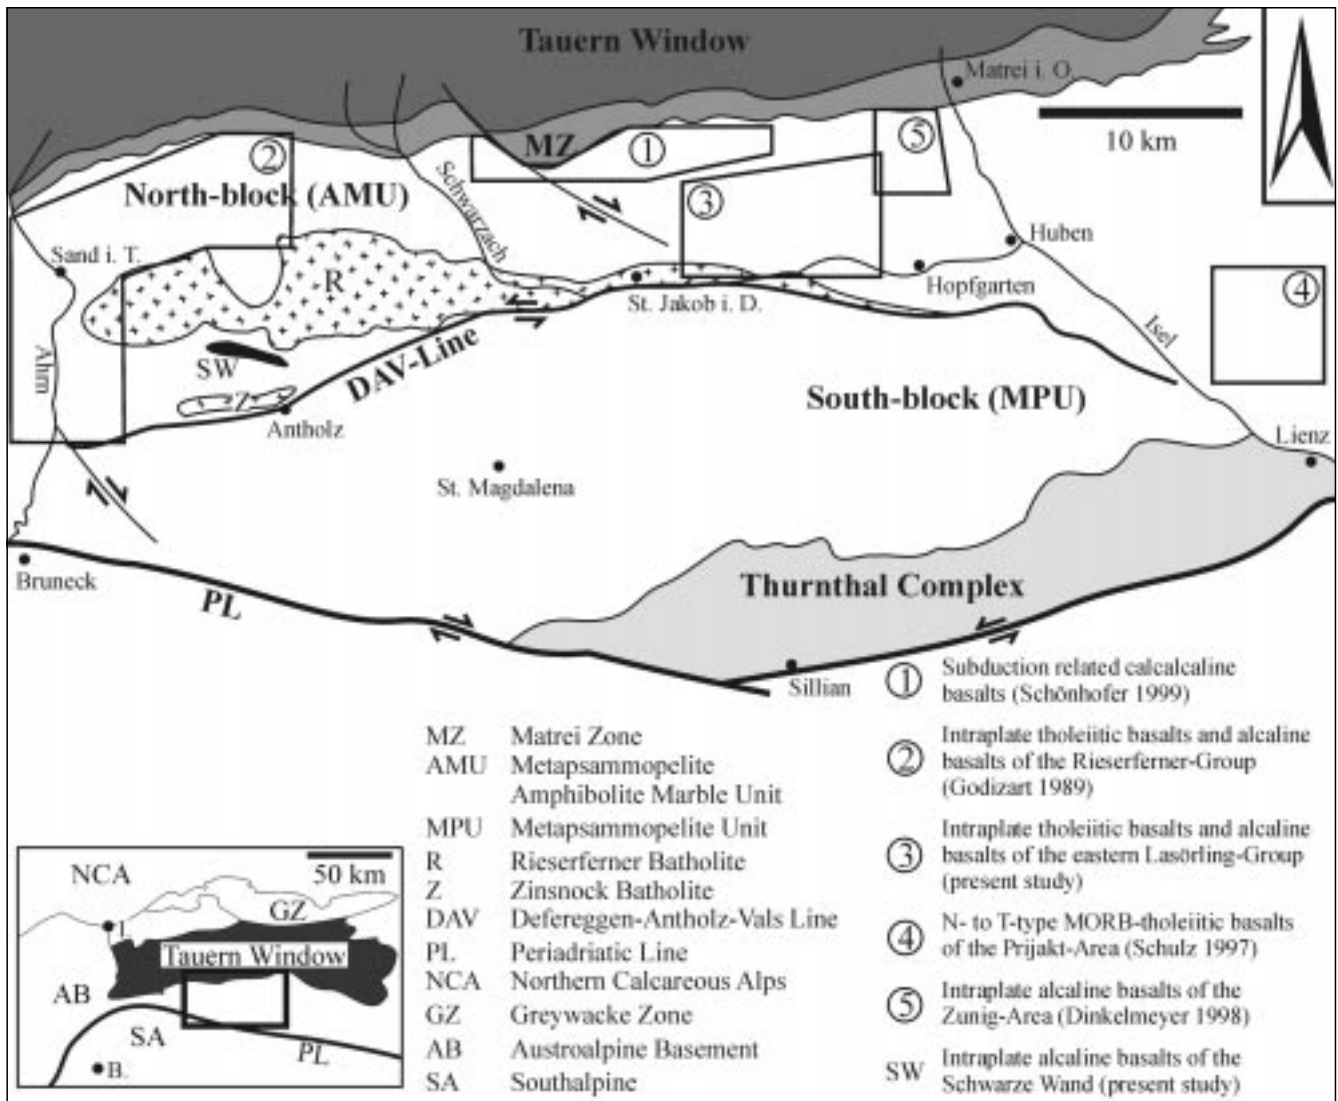 Tauern Window
Matrei i. O.
10 km
MZ
1
2
3
5
North-block (AMU)
Schwarzach
Sand i. T.
R
Huben
Hopfgarten
St. Jakob i. D.
4
Isel
Ahrn
SW
DAV-Line
Z
Antholz
South-block (MPU)
Lienz
St. Magdalena
Bruneck
PL
Thurnthal Complex
Sillian
MZ Matrei Zone
AMU Metapsammopelite
Amphibolite Marble Unit
MPU Metapsammopelite Unit
R Rieserferner Batholite
Z Zinsnock Batholite
DAV Defereggen-Antholz-Vals Line
PL Periadriatic Line
NCA Northern Calcareous Alps
GZ Greywacke Zone
AB Austroalpine Basement
SA Southalpine
1 Subduction related calcalcaline
basalts (Schönhofer 1999)
2 Intraplate tholeiitic basalts and alcaline
basalts of the Rieserferner-Group
(Godizart 1989)
3 Intraplate tholeiitic basalts and alcaline
basalts of the eastern Lasörling-Group
(present study)
4 N- to T-type MORB-tholeiitic basalts
of the Prijakt-Area (Schulz 1997)
5 Intraplate alcaline basalts of the
Zunig-Area (Dinkelmeyer 1998)
SW Intraplate alcaline basalts of the
Schwarze Wand (present study)
50 km
NCA
GZ
I.
Tauern Window
AB
SA
PL
B.